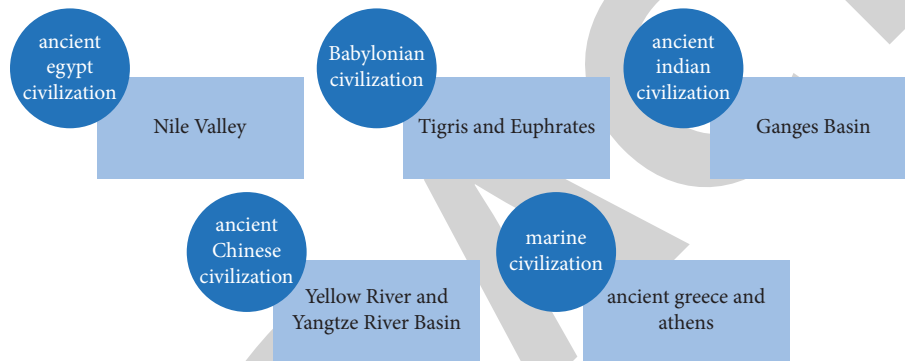 ancient
egypt
civilization
Nile Valley
Babylonian
civilization
Tigris and Euphrates
ancient
indian
civilization
Ganges Basin
ancient
Chinese
civilization
Yellow River and
Yangtze River Basin
marine
civilization
ancient greece and
athens